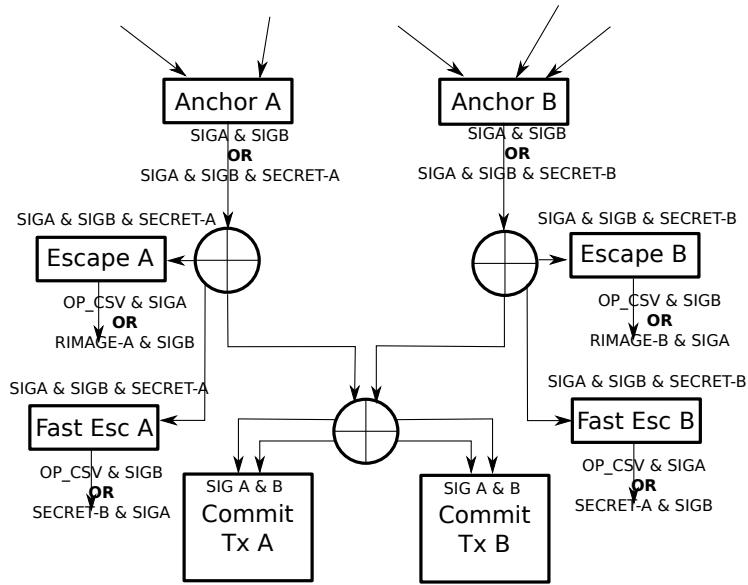 Anchor A
Anchor B
SIGA & SIGB
OR
SIGA & SIGB & SECRET-A
SIGA & SIGB
OR
SIGA & SIGB & SECRET-B
SIGA & SIGB & SECRET-A
Escape A
OP_CSV & SIGA
OR
RIMAGE-A & SIGB
SIGA & SIGB & SECRET-B
Escape B
OP_CSV & SIGB
OR
RIMAGE-B & SIGA
SIGA & SIGB & SECRET-A
Fast Esc A
OP_CSV & SIGB
OR
SECRET-B & SIGA
SIGA & SIGB & SECRET-B
Fast Esc B
OP_CSV & SIGA
OR
SECRET-A & SIGB
SIG A & B
Commit
Tx A
SIG A & B
Commit
Tx B